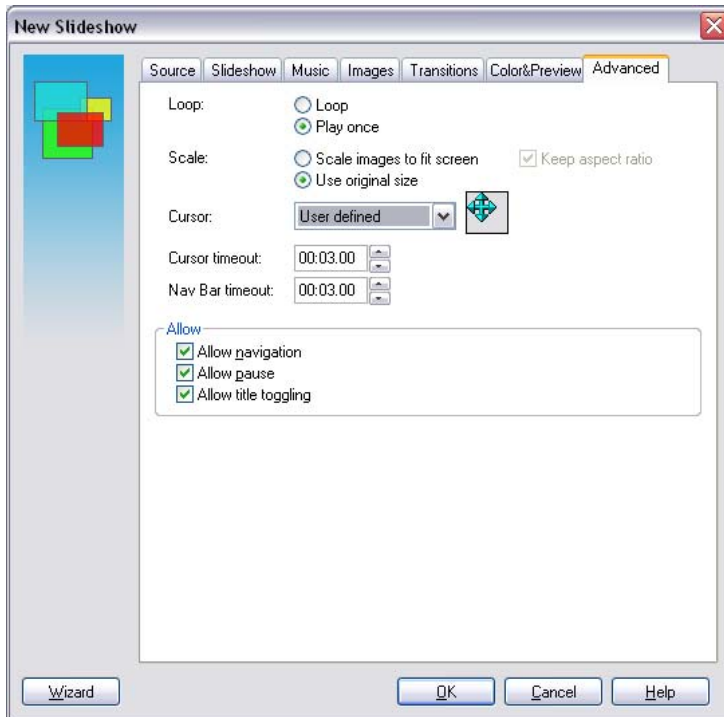 New Slideshow
Source Slideshow Music Images Transitions Color&Preview Advanced
Loop:
Loop
Play once
Scale:
Scale images to fit screen
Keep aspect ratio
Use original size
Cursor:
User defined
Cursor timeout:
00:03.00
Nav Bar timeout:
00:03.00
Allow
Allow navigation
Allow pause
Allow title toggling
Wizard OK Cancel Help